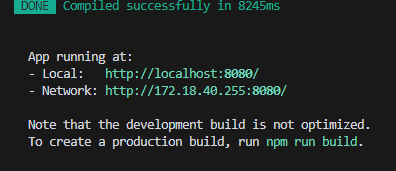 DONE Compiled successfully in 8245ms
App running at:
- Local: http://localhost:8080/
- Network: http://172.18.40.255:8080/
Note that the development build is not optimized.
To create a production build, run npm run build.